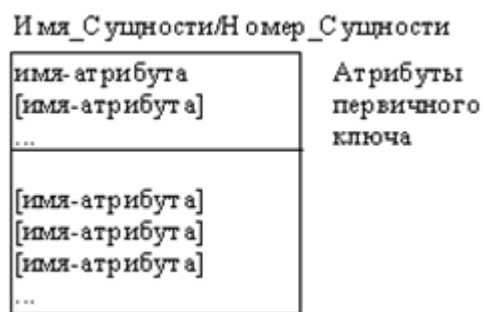 Имя_Сущности/Номер_Сущности
имя-атрибута
[имя-атрибута]
...
Атрибуты
первичного
ключа
[имя-атрибута]
[имя-атрибута]
[имя-атрибута]
...